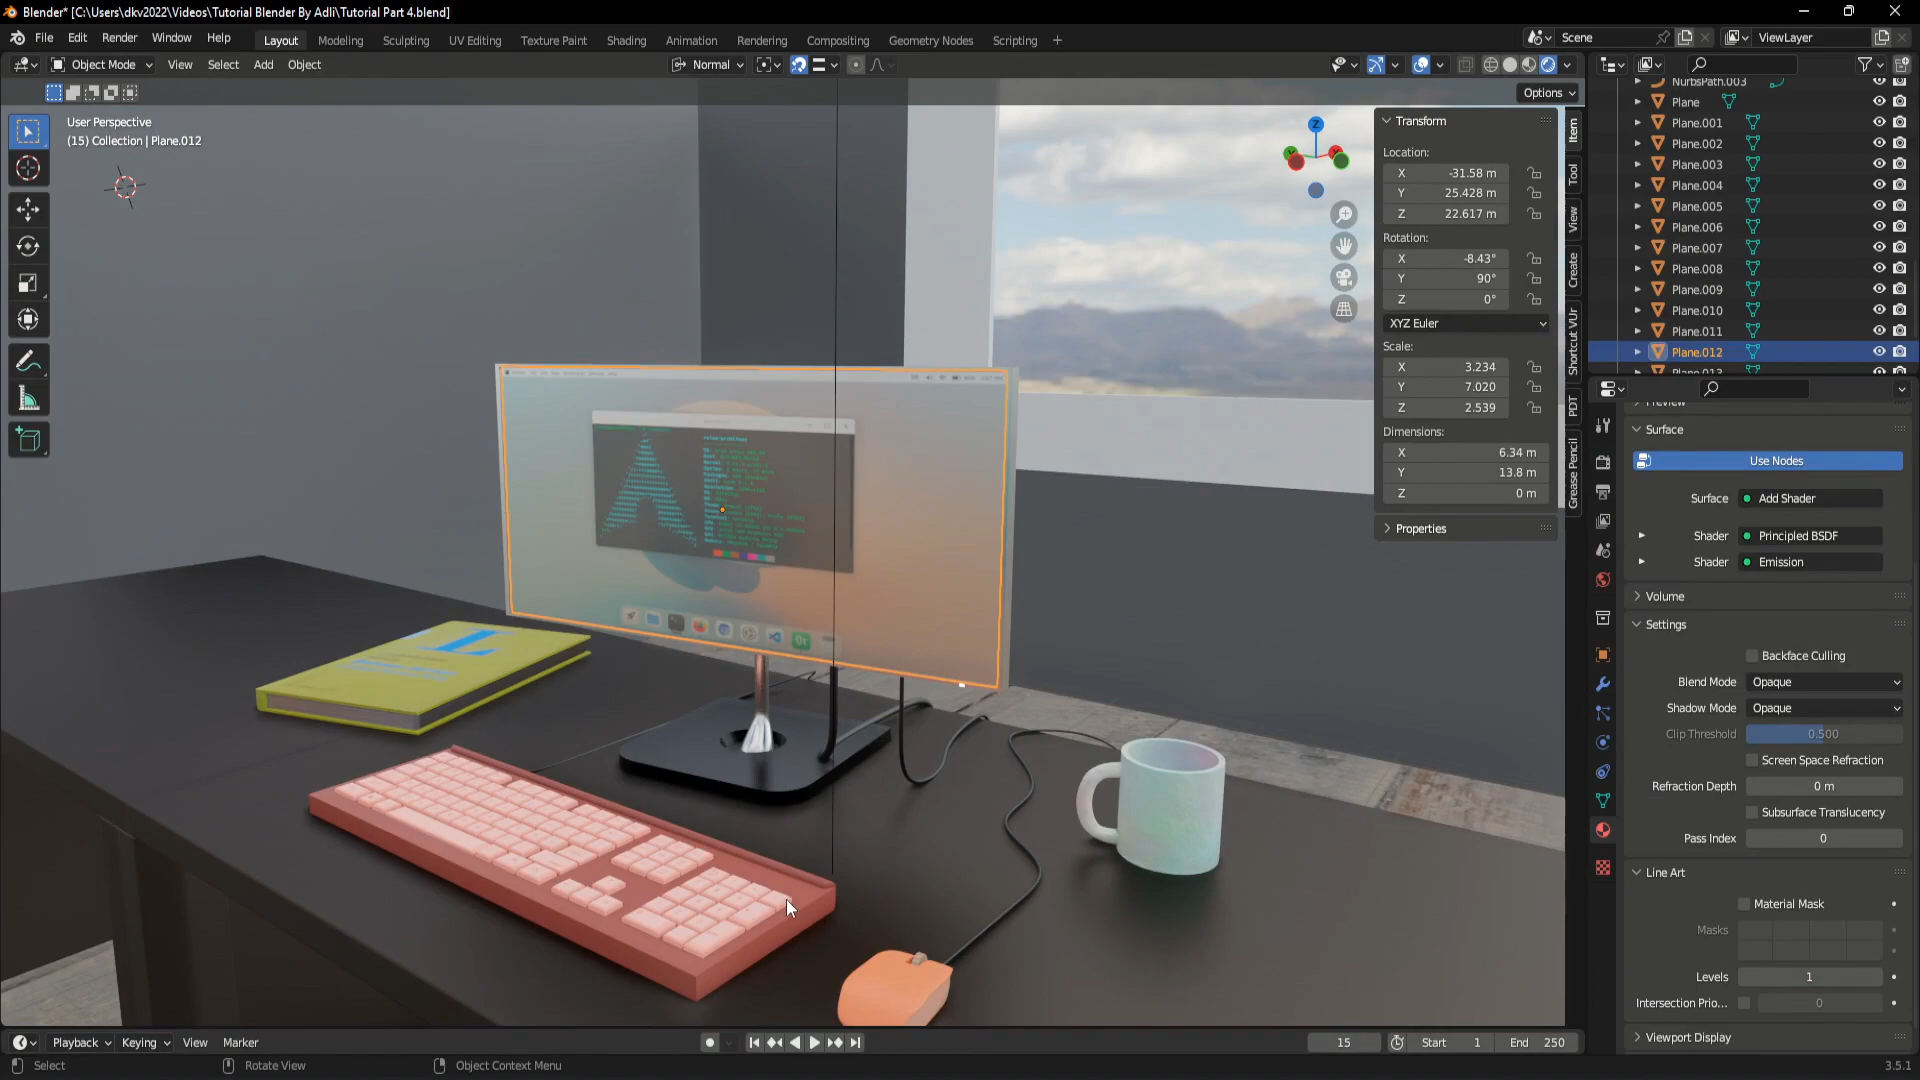 Blender* [C:\Users\dkv2022\Videos\Tutorial Blender By Adli\Tutorial Part 4.blend]
File Edit Render Window Help
Layout Modeling Sculpting UV Editing Texture Paint Shading Animation Rendering Compositing Geometry Nodes Scripting
Scene
ViewLayer
Object Mode View Select Add Object
Normal
Options
User Perspective
(15) Collection | Plane.012
Transform
Location:
X -31.58 m
Y 25.428 m
Z 22.617 m
Rotation:
X -8.43°
Y 90°
Z 0°
XYZ Euler
Scale:
X 3.234
Y 7.020
Z 2.539
Dimensions:
X 6.34 m
Y 13.8 m
Z 0 m
Properties
Item
Tool
View
Create
Shortcut VUr
PDT
Grease Pencil
NurbsPath.003
Plane
Plane.001
Plane.002
Plane.003
Plane.004
Plane.005
Plane.006
Plane.007
Plane.008
Plane.009
Plane.010
Plane.011
Plane.012
Plane.013
Preview
Surface
Use Nodes
Surface Add Shader
Shader Principled BSDF
Shader Emission
Volume
Settings
Backface Culling
Blend Mode Opaque
Shadow Mode Opaque
Clip Threshold 0.500
Screen Space Refraction
Refraction Depth 0 m
Subsurface Translucency
Pass Index 0
Line Art
Material Mask
Masks
Levels 1
Intersection Prio... 0
Viewport Display
Playback Keying View Marker
15 Start 1 End 250
Select Rotate View Object Context Menu
3.5.1